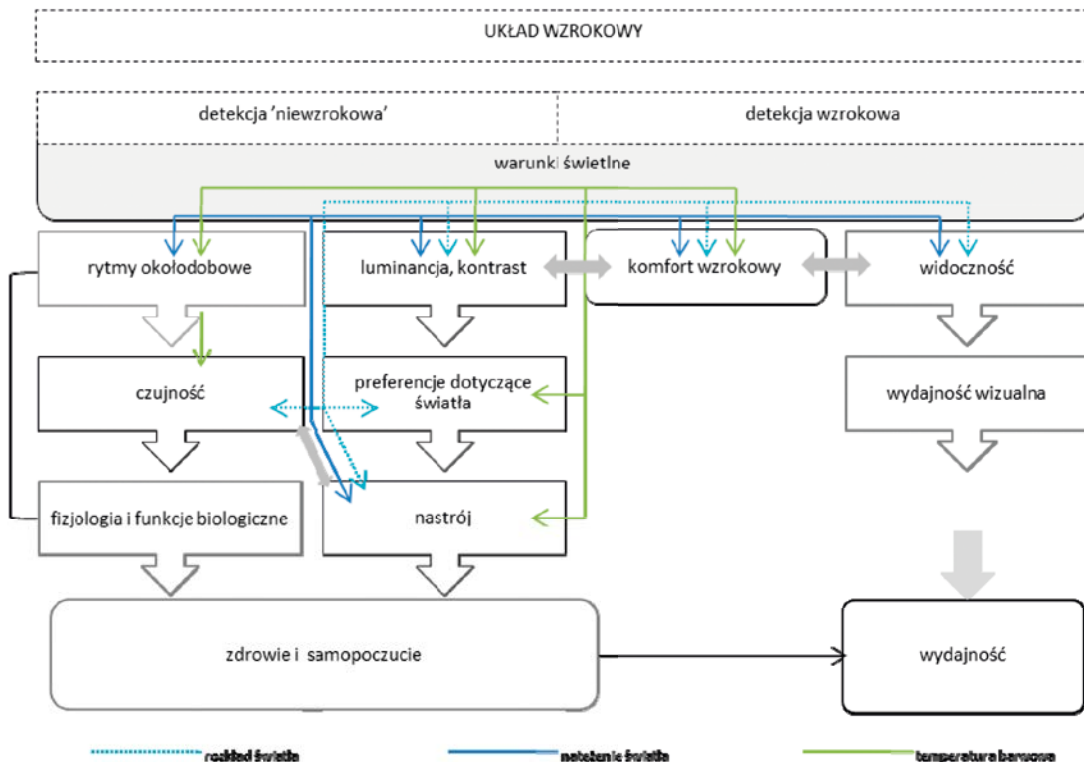 UKŁAD WZROKOWY
detekcja 'niewzrokowa'
detekcja wzrokowa
warunki świetlne
rytmy okołodobowe
luminancja, kontrast
komfort wzrokowy
widoczność
czujność
preferencje dotyczące
światła
wydajność wizualna
fizjologia i funkcje biologiczne
nastrój
zdrowie i samopoczucie
wydajność
rozkład światła
natężenie światła
temperatura barwowa